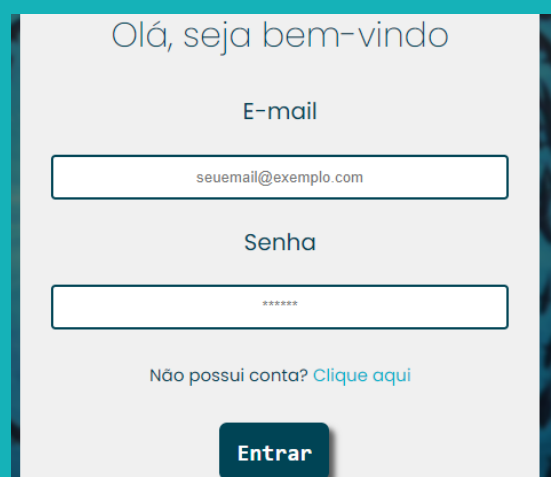 Olá, seja bem-vindo
E-mail
seuemail@exemplo.com
Senha
******
Não possui conta? Clique aqui
Entrar